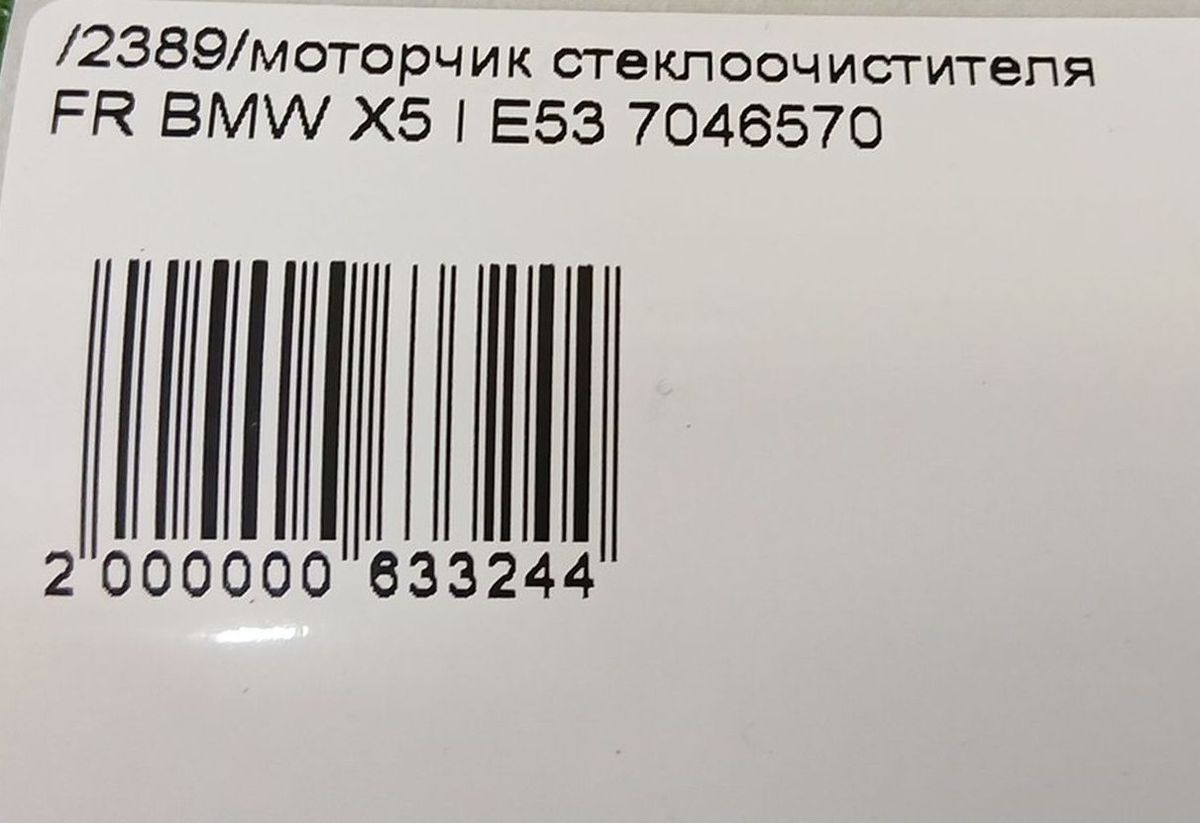 /2389/моторчик стеклоочистителя
FR BMW X5 I E53 7046570
2 000000 633244